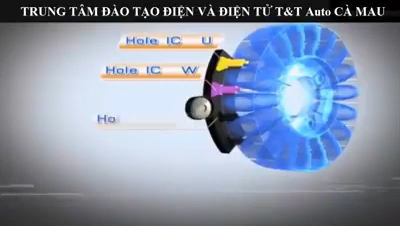 TRUNG TÂM ĐÀO TẠO ĐIỆN VÀ ĐIỆN TỬ T&T Auto CÀ MAU
Hole IC U
Hole IC W
Ho